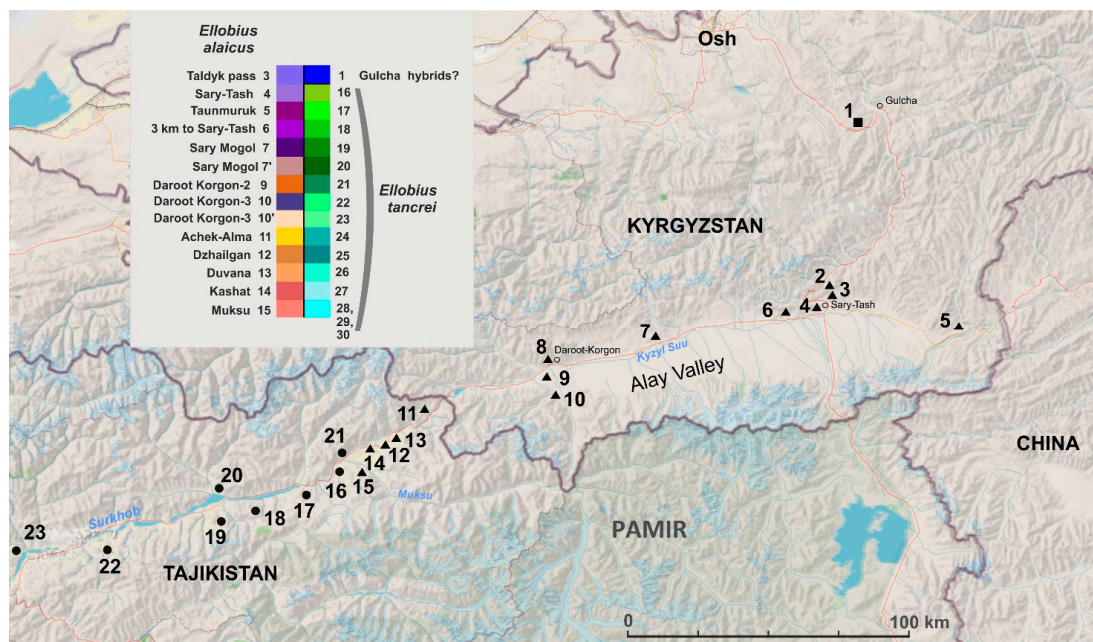 Ellobius
alaicus
Taldyk pass 3 1 Gulcha hybrids?
Sary-Tash 4 16
Taunmuruk 5 17
3 km to Sary-Tash 6 18
Sary Mogol 7 19
Sary Mogol 7' 20
Daroot Korgon-2 9 21
Daroot Korgon-3 10 22
Daroot Korgon-3 10' 23
Achek-Alma 11 24
Dzhailgan 12 25
Duvana 13 26
Kashat 14 27
Muksu 15 28,
29,
30
Ellobius
tancrei
Osh
Gulcha
1
KYRGYZSTAN
2
3
4
Sary-Tash
6
5
7
Kyzyl Suu
8
Daroot-Korgon
Alay Valley
9
10
11
CHINA
13
12
21
14
16
15
Muksu
20
17
18
Surkhob
19
PAMIR
23
22
TAJIKISTAN
0 100 km